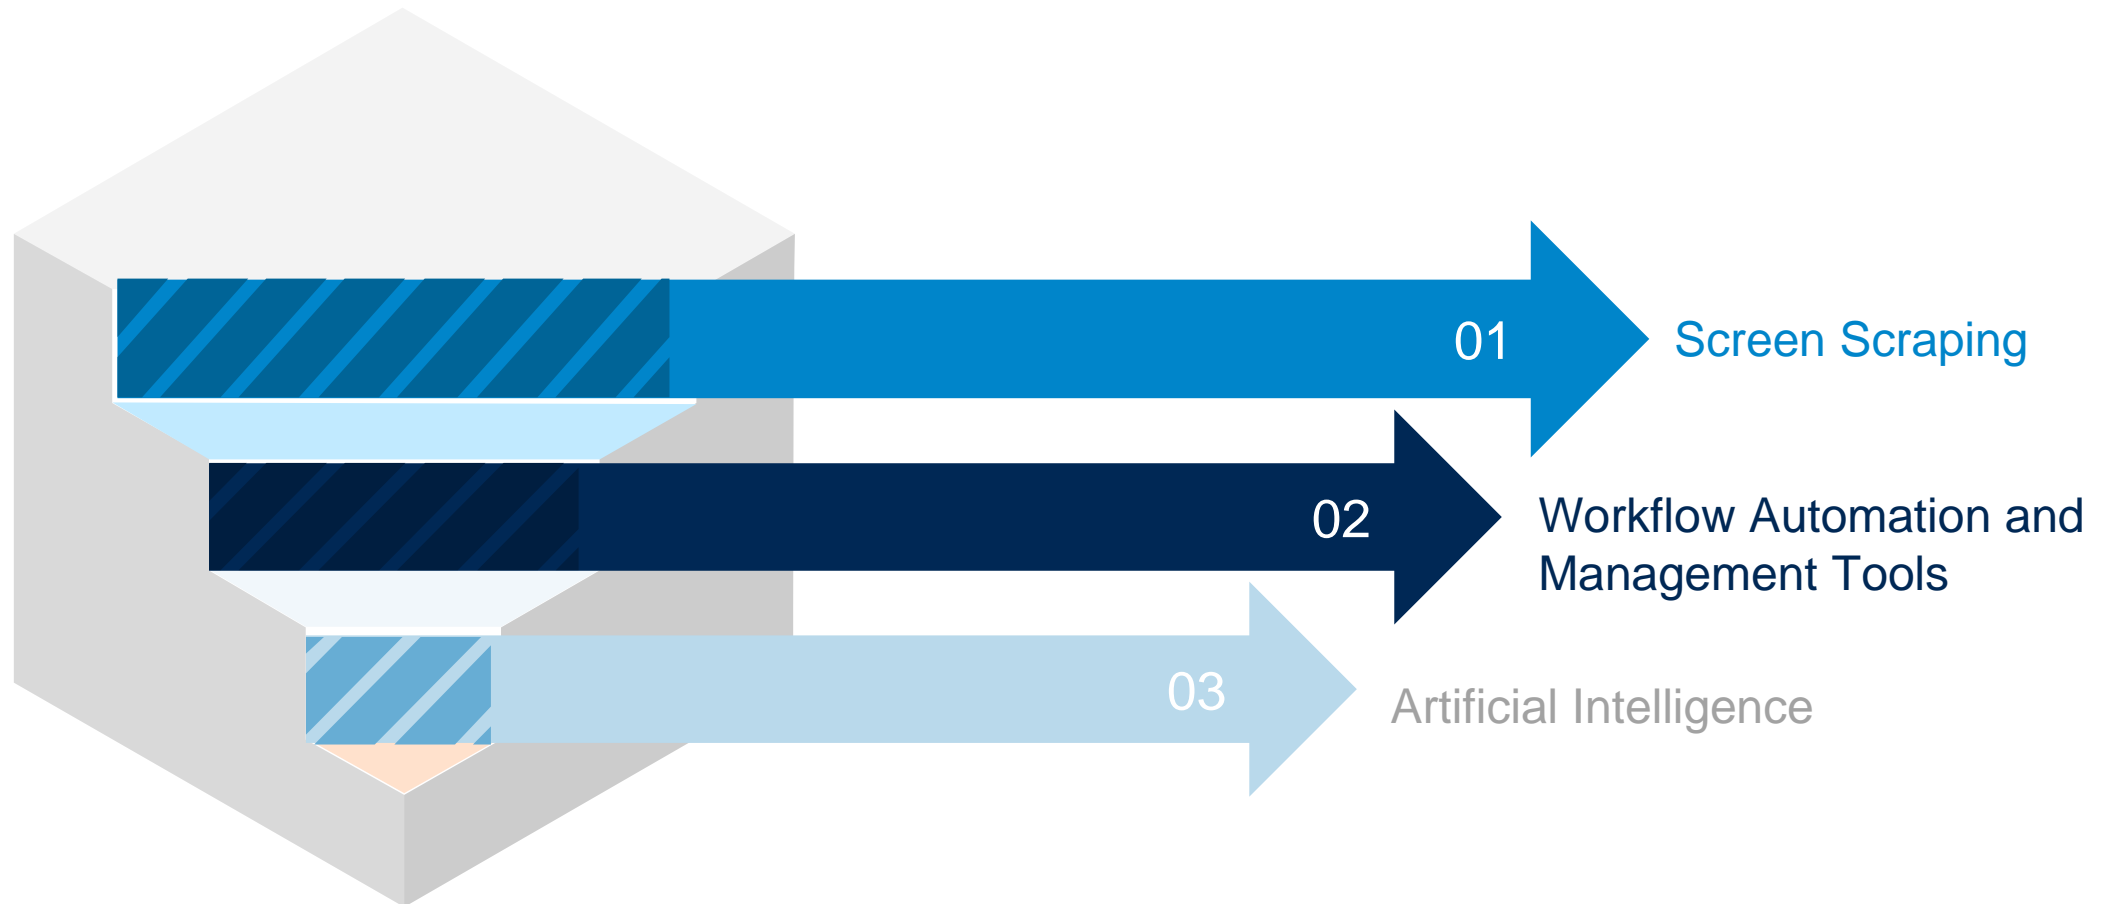 01
Screen Scraping
02
Workflow Automation and
Management Tools
03
Artificial Intelligence